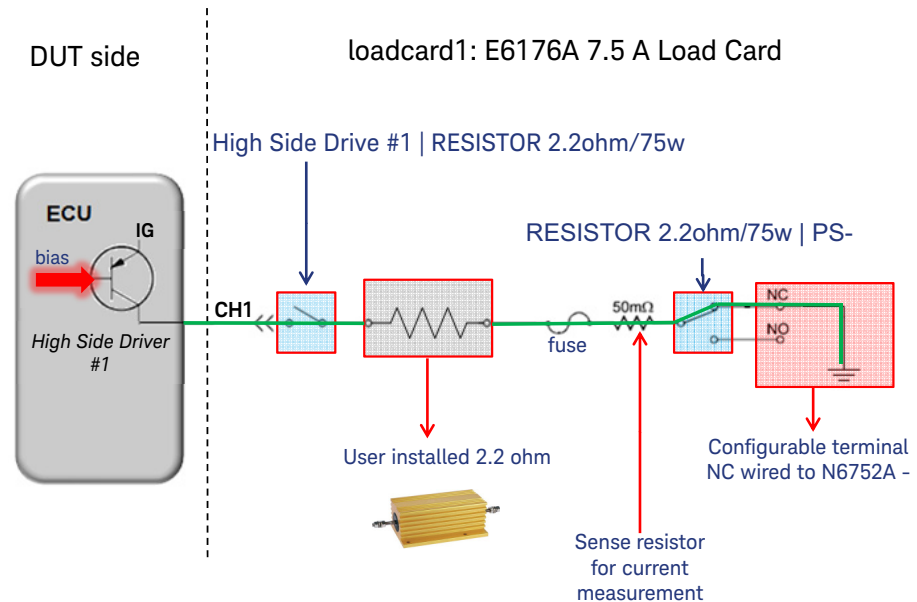 DUT side
loadcard1: E6176A 7.5 A Load Card
High Side Drive #1 | RESISTOR 2.2ohm/75w
ECU
IG
bias
High Side Driver
#1
CH1
RESISTOR 2.2ohm/75w | PS-
50mΩ
fuse
NC
NO
User installed 2.2 ohm
Configurable terminal
NC wired to N6752A -
Sense resistor
for current
measurement